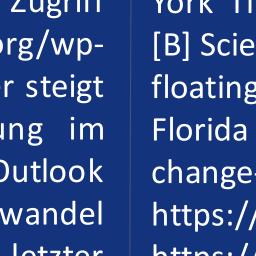 Zugriff
org/wp-
r steigt
ung im
Outlook
wandel
letzter
York Ti
[B] Scie
floating
Florida
change-
https://
https://